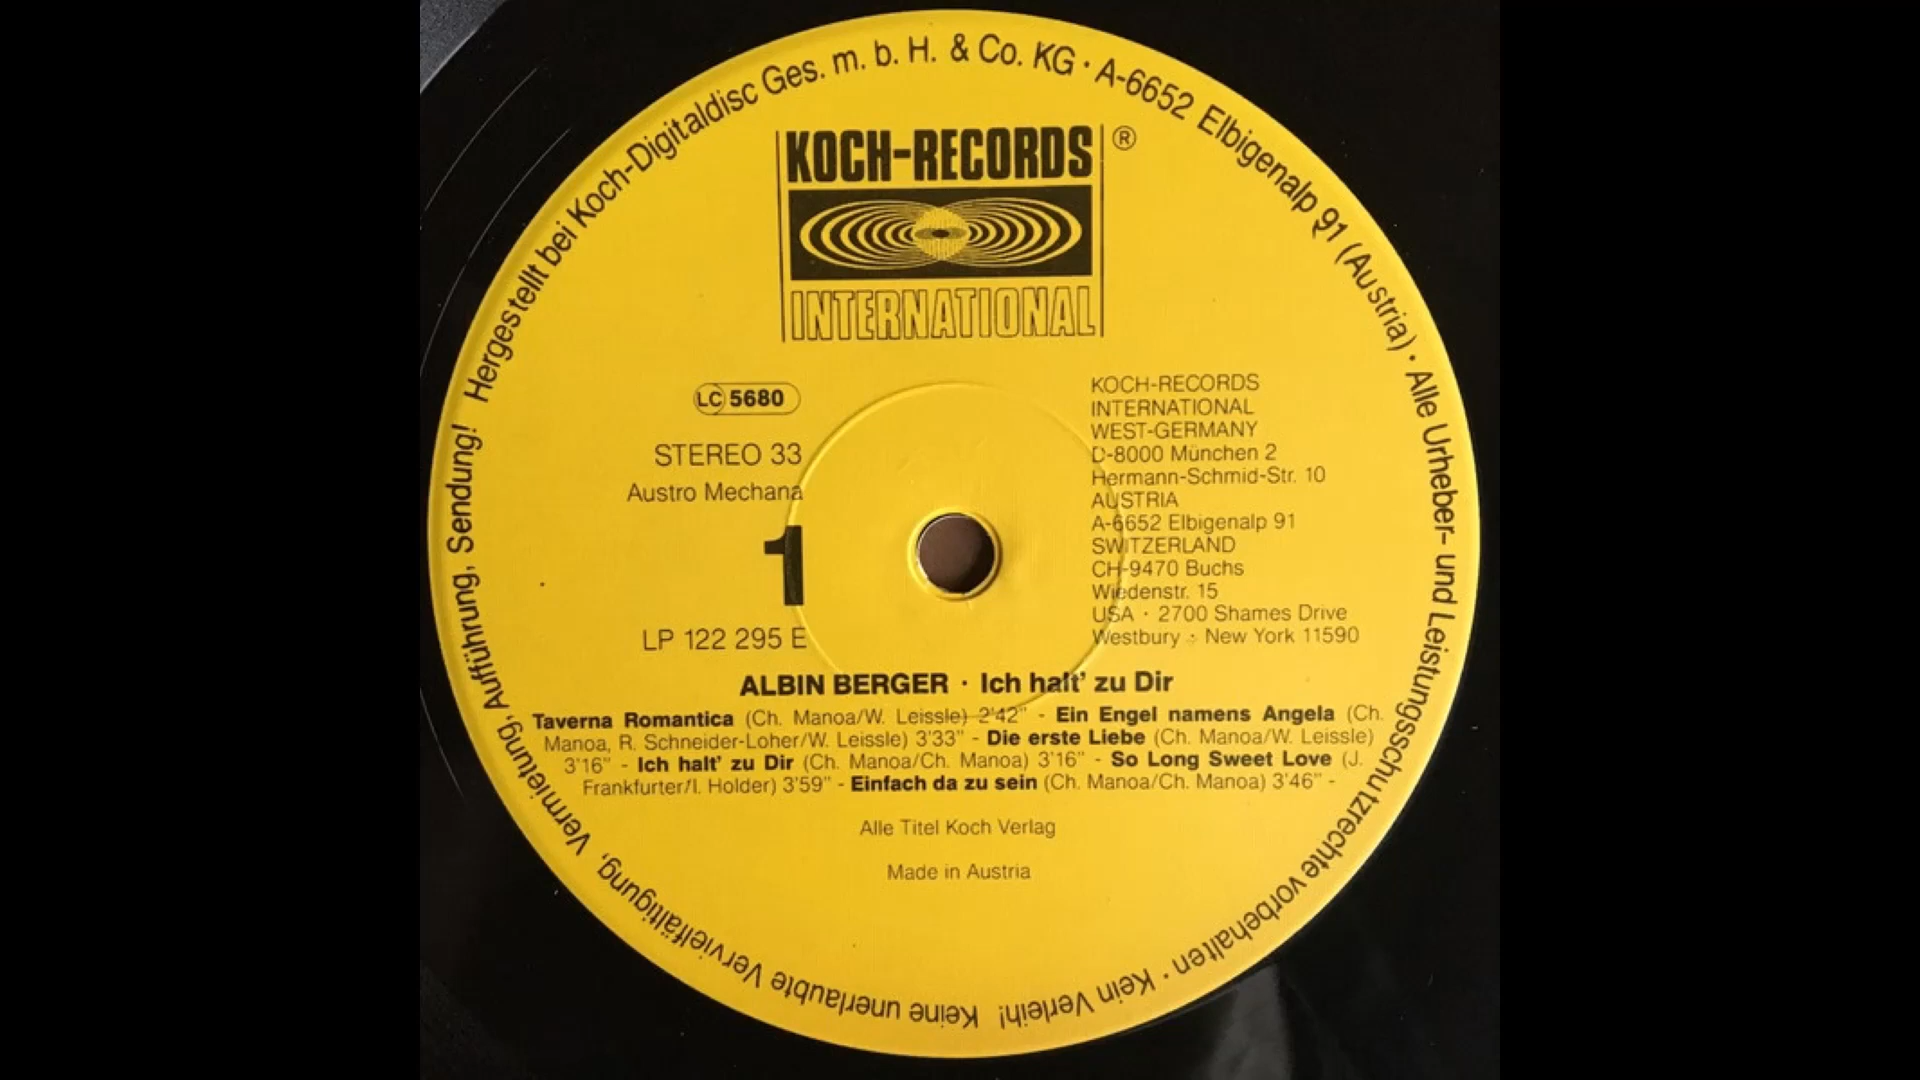 Hergestellt bei Koch-Digitaldisc Ges. m. b. H. & Co. KG · A-6652 Elbigenalp 91 (Austria) · Alle Urheber- und Leistungsschutzrechte vorbehalten · Kein Verleih! Keine unerlaubte Vervielfältigung, Vermietung, Aufführung, Sendung!
KOCH-RECORDS ®
INTERNATIONAL
LC 5680
STEREO 33
Austro Mechana
1
LP 122 295 E
KOCH-RECORDS
INTERNATIONAL
WEST-GERMANY
D-8000 München 2
Hermann-Schmid-Str. 10
AUSTRIA
A-6652 Elbigenalp 91
SWITZERLAND
CH-9470 Buchs
Wiedenstr. 15
USA · 2700 Shames Drive
Westbury · New York 11590
ALBIN BERGER · Ich halt' zu Dir
Taverna Romantica (Ch. Manoa/W. Leissle) 2'42" - Ein Engel namens Angela (Ch.
Manoa, R. Schneider-Loher/W. Leissle) 3'33" - Die erste Liebe (Ch. Manoa/W. Leissle)
3'16" - Ich halt' zu Dir (Ch. Manoa/Ch. Manoa) 3'16" - So Long Sweet Love (J.
Frankfurter/I. Holder) 3'59" - Einfach da zu sein (Ch. Manoa/Ch. Manoa) 3'46" -
Alle Titel Koch Verlag
Made in Austria